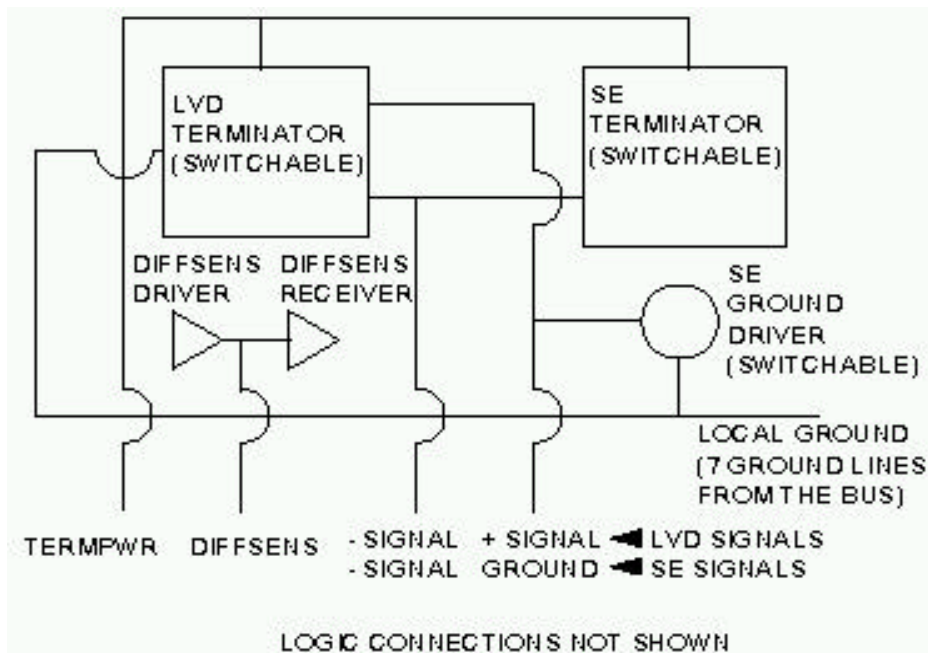 LVD
TERMINATOR
(SWITCHABLE)
SE
TERMINATOR
(SWITCHABLE)
DIFFSENS
DRIVER
DIFFSENS
RECEIVER
SE
GROUND
DRIVER
(SWITCHABLE)
LOCAL GROUND
(7 GROUND LINES
FROM THE BUS)
TERMPWR
DIFFSENS
- SIGNAL + SIGNAL LVD SIGNALS
- SIGNAL GROUND SE SIGNALS
LOGIC CONNECTIONS NOT SHOWN